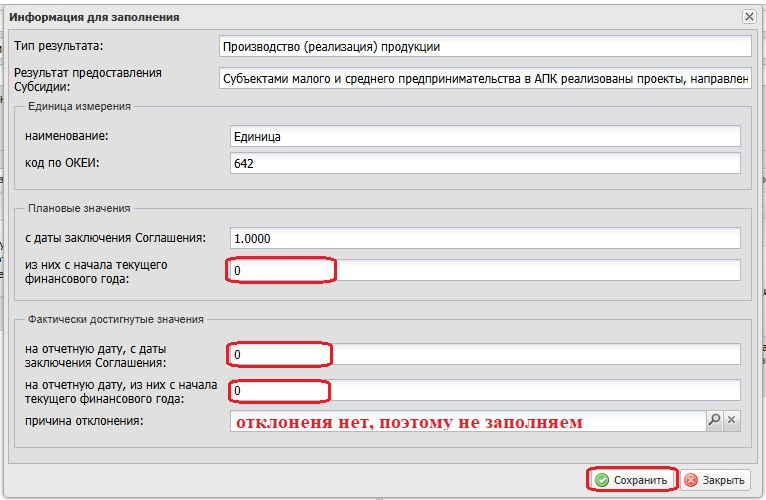 Информация для заполнения
Тип результата: Производство (реализация) продукции
Результат предоставления Субъектами малого и среднего предпринимательства в АПК реализованы проекты, направлен
Субсидии:
Единица измерения
наименование: Единица
код по ОКЕИ: 642
Плановые значения
с даты заключения Соглашения: 1.0000
из них с начала текущего
финансового года: 0
Фактически достигнутые значения
на отчетную дату, с даты
заключения Соглашения: 0
на отчетную дату, из них с начала
текущего финансового года: 0
причина отклонения: отклоненя нет, поэтому не заполняем
Сохранить Закрыть